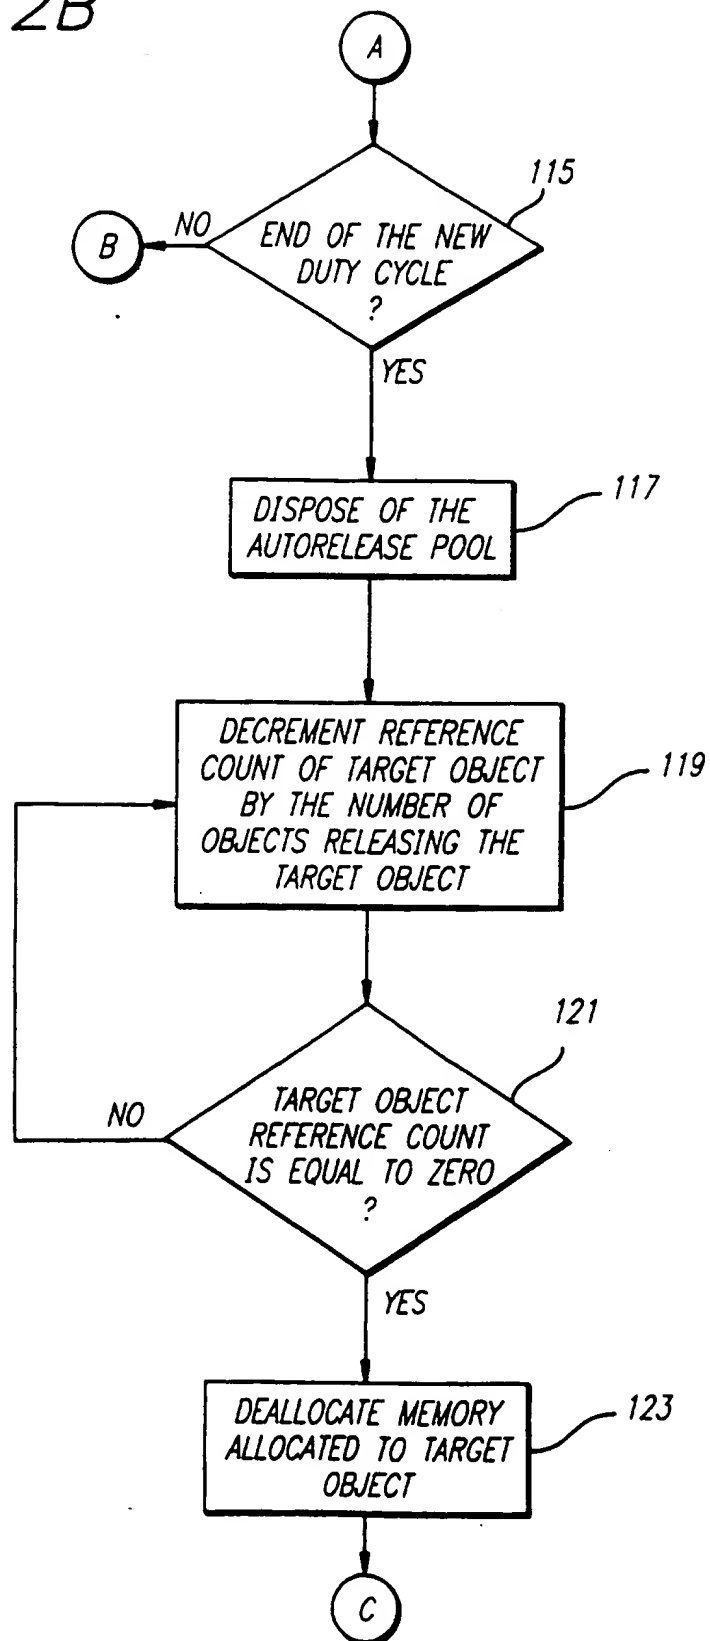 2B
A
115
NO
B
END OF THE NEW
DUTY CYCLE
?
YES
117
DISPOSE OF THE
AUTORELEASE POOL
DECREMENT REFERENCE
COUNT OF TARGET OBJECT
BY THE NUMBER OF
OBJECTS RELEASING THE
TARGET OBJECT
119
121
NO
TARGET OBJECT
REFERENCE COUNT
IS EQUAL TO ZERO
?
YES
DEALLOCATE MEMORY
ALLOCATED TO TARGET
OBJECT
123
C